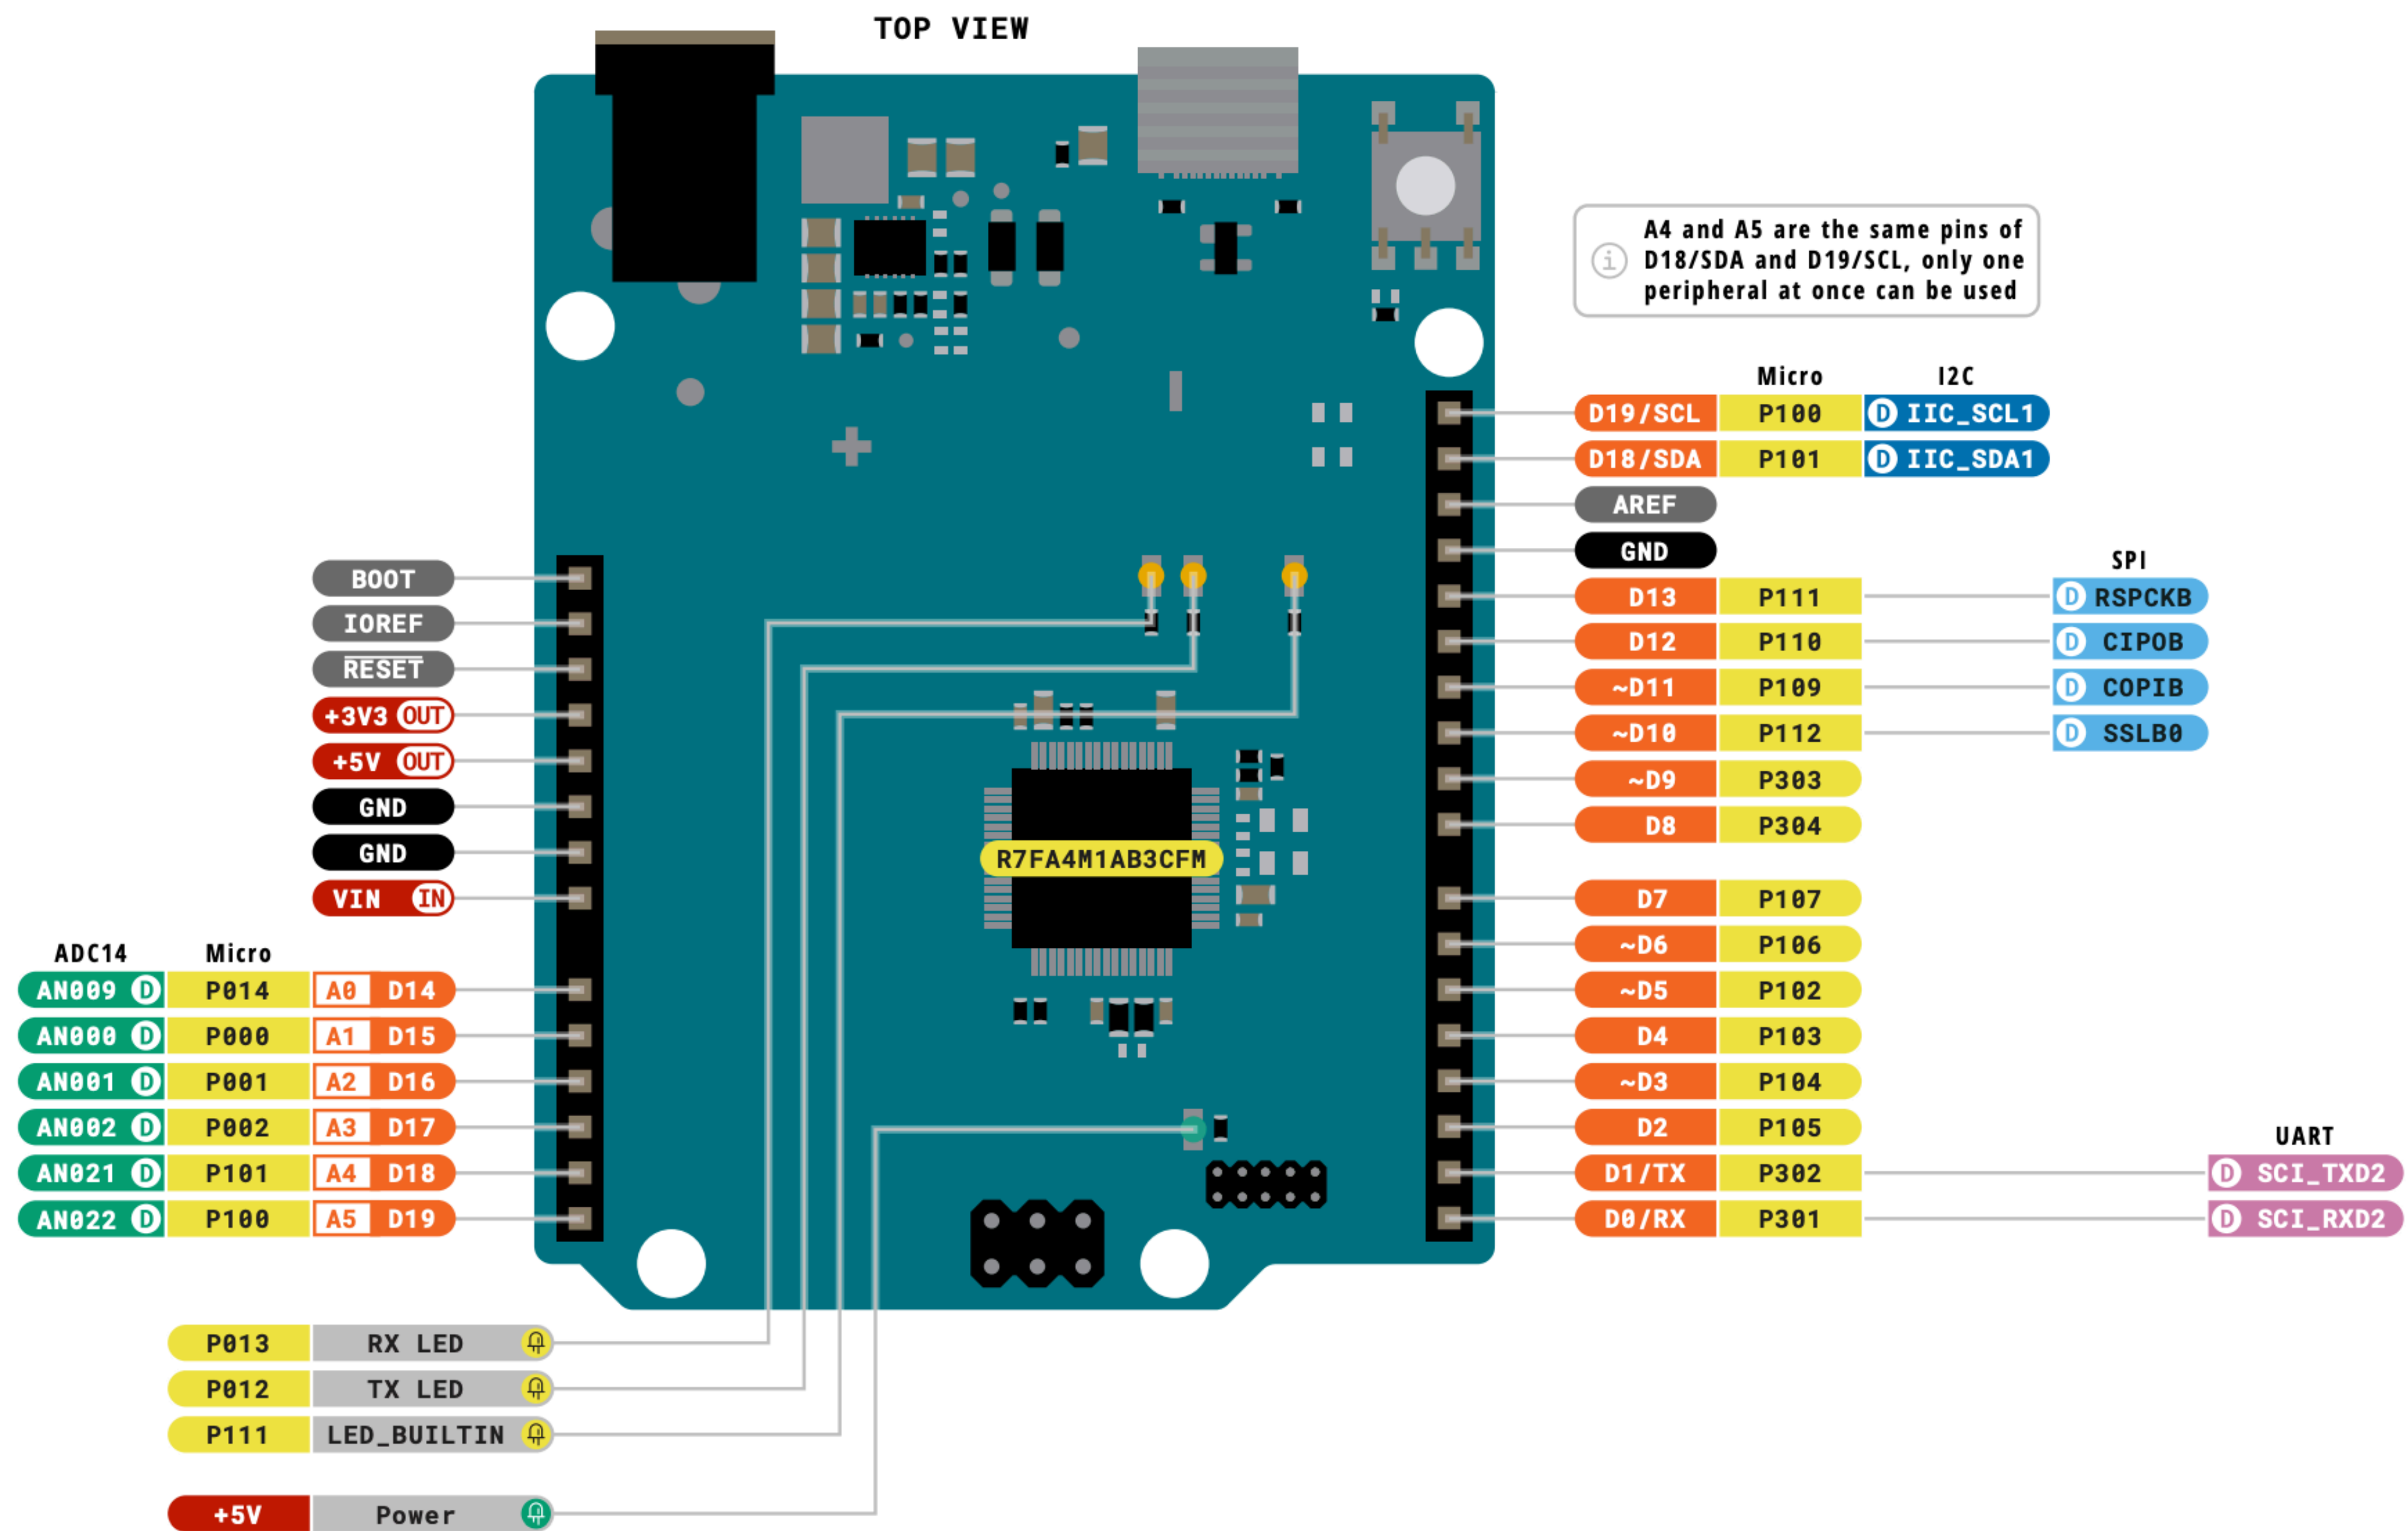 TOP VIEW
A4 and A5 are the same pins of
D18/SDA and D19/SCL, only one
peripheral at once can be used
Micro I2C
D19/SCL P100 D IIC_SCL1
D18/SDA P101 D IIC_SDA1
AREF
GND
SPI
D13 P111 D RSPCKB
D12 P110 D CIPOB
~D11 P109 D COPIB
~D10 P112 D SSLB0
~D9 P303
D8 P304
D7 P107
~D6 P106
~D5 P102
D4 P103
~D3 P104
D2 P105
UART
D1/TX P302 D SCI_TXD2
D0/RX P301 D SCI_RXD2
BOOT
IOREF
RESET
+3V3 OUT
+5V OUT
GND
GND
VIN IN
ADC14 Micro
AN009 D P014 A0 D14
AN000 D P000 A1 D15
AN001 D P001 A2 D16
AN002 D P002 A3 D17
AN021 D P101 A4 D18
AN022 D P100 A5 D19
R7FA4M1AB3CFM
P013 RX LED
P012 TX LED
P111 LED_BUILTIN
+5V Power